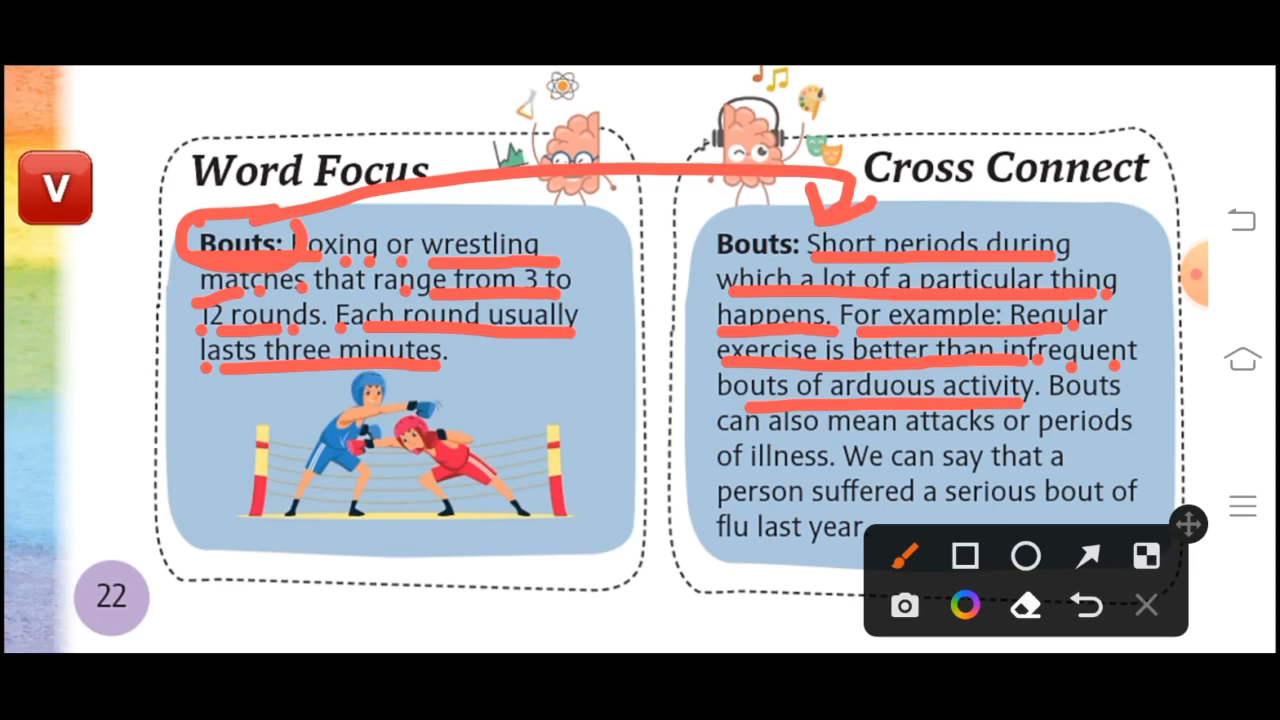 Word Focus
Bouts: Boxing or wrestling
matches that range from 3 to
12 rounds. Each round usually
lasts three minutes.
Cross Connect
Bouts: Short periods during
which a lot of a particular thing
happens. For example: Regular
exercise is better than infrequent
bouts of arduous activity. Bouts
can also mean attacks or periods
of illness. We can say that a
person suffered a serious bout of
flu last year.
V
22